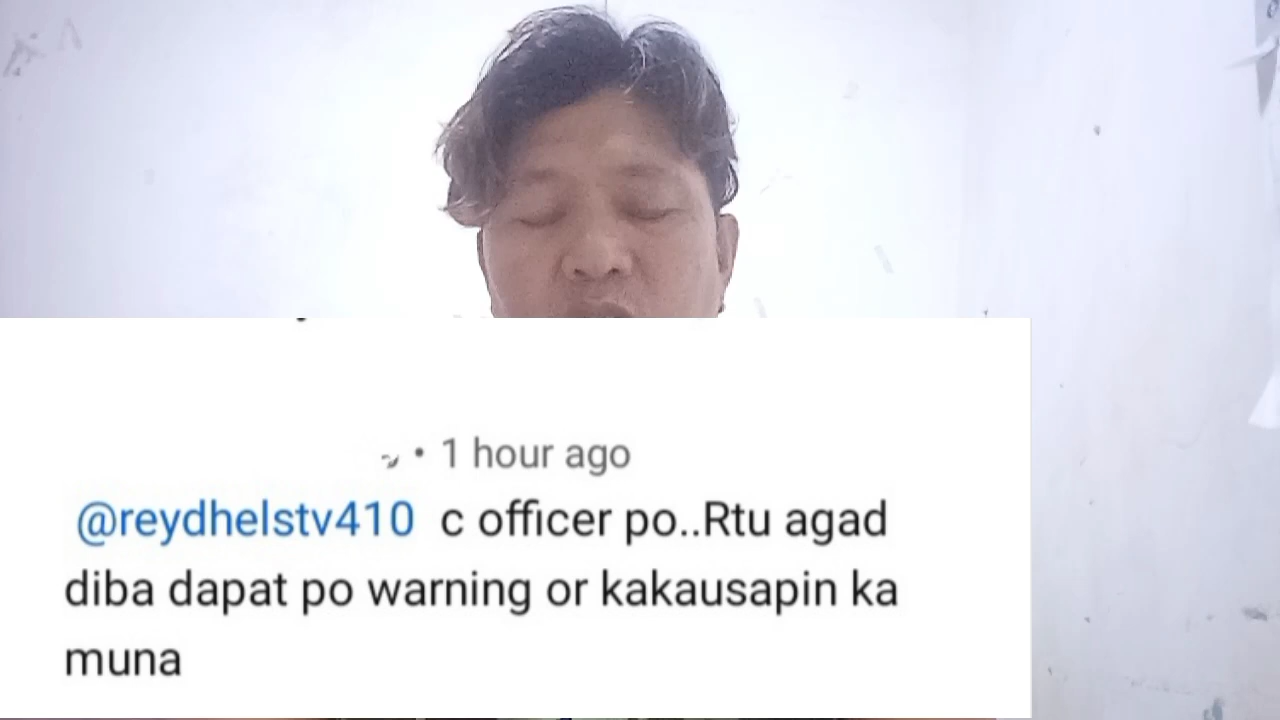 • 1 hour ago
@reydhelstv410 c officer po..Rtu agad
diba dapat po warning or kakausapin ka
muna